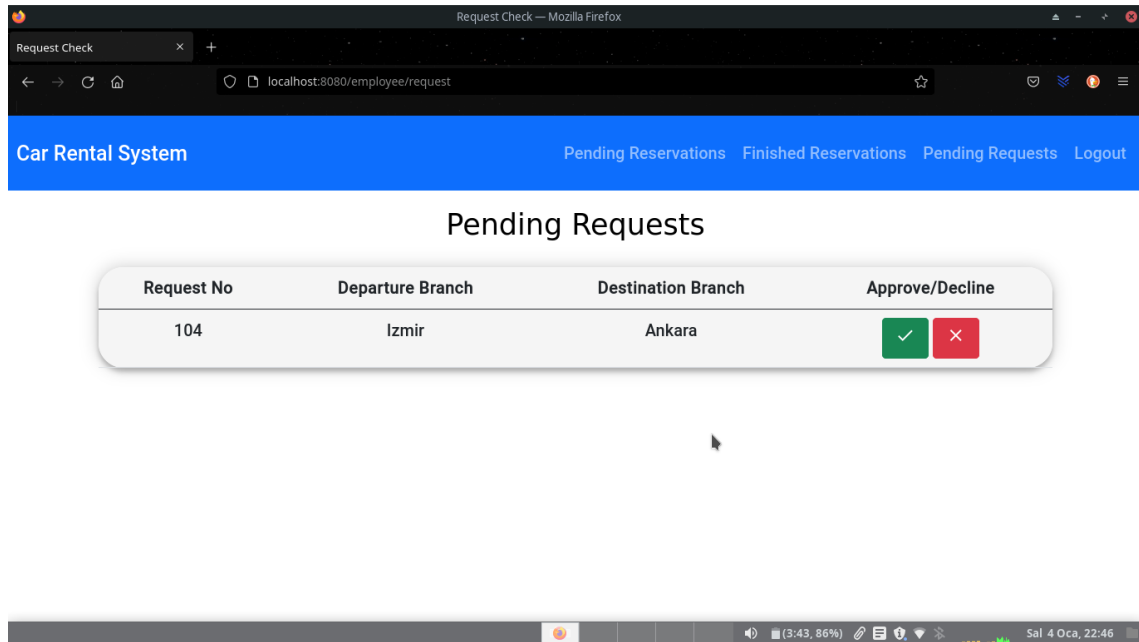 Request Check — Mozilla Firefox
Request Check
localhost:8080/employee/request
Car Rental System Pending Reservations Finished Reservations Pending Requests Logout
Pending Requests
Request No Departure Branch Destination Branch Approve/Decline
104 Izmir Ankara
(3:43, 86%) Sal 4 Oca, 22:46